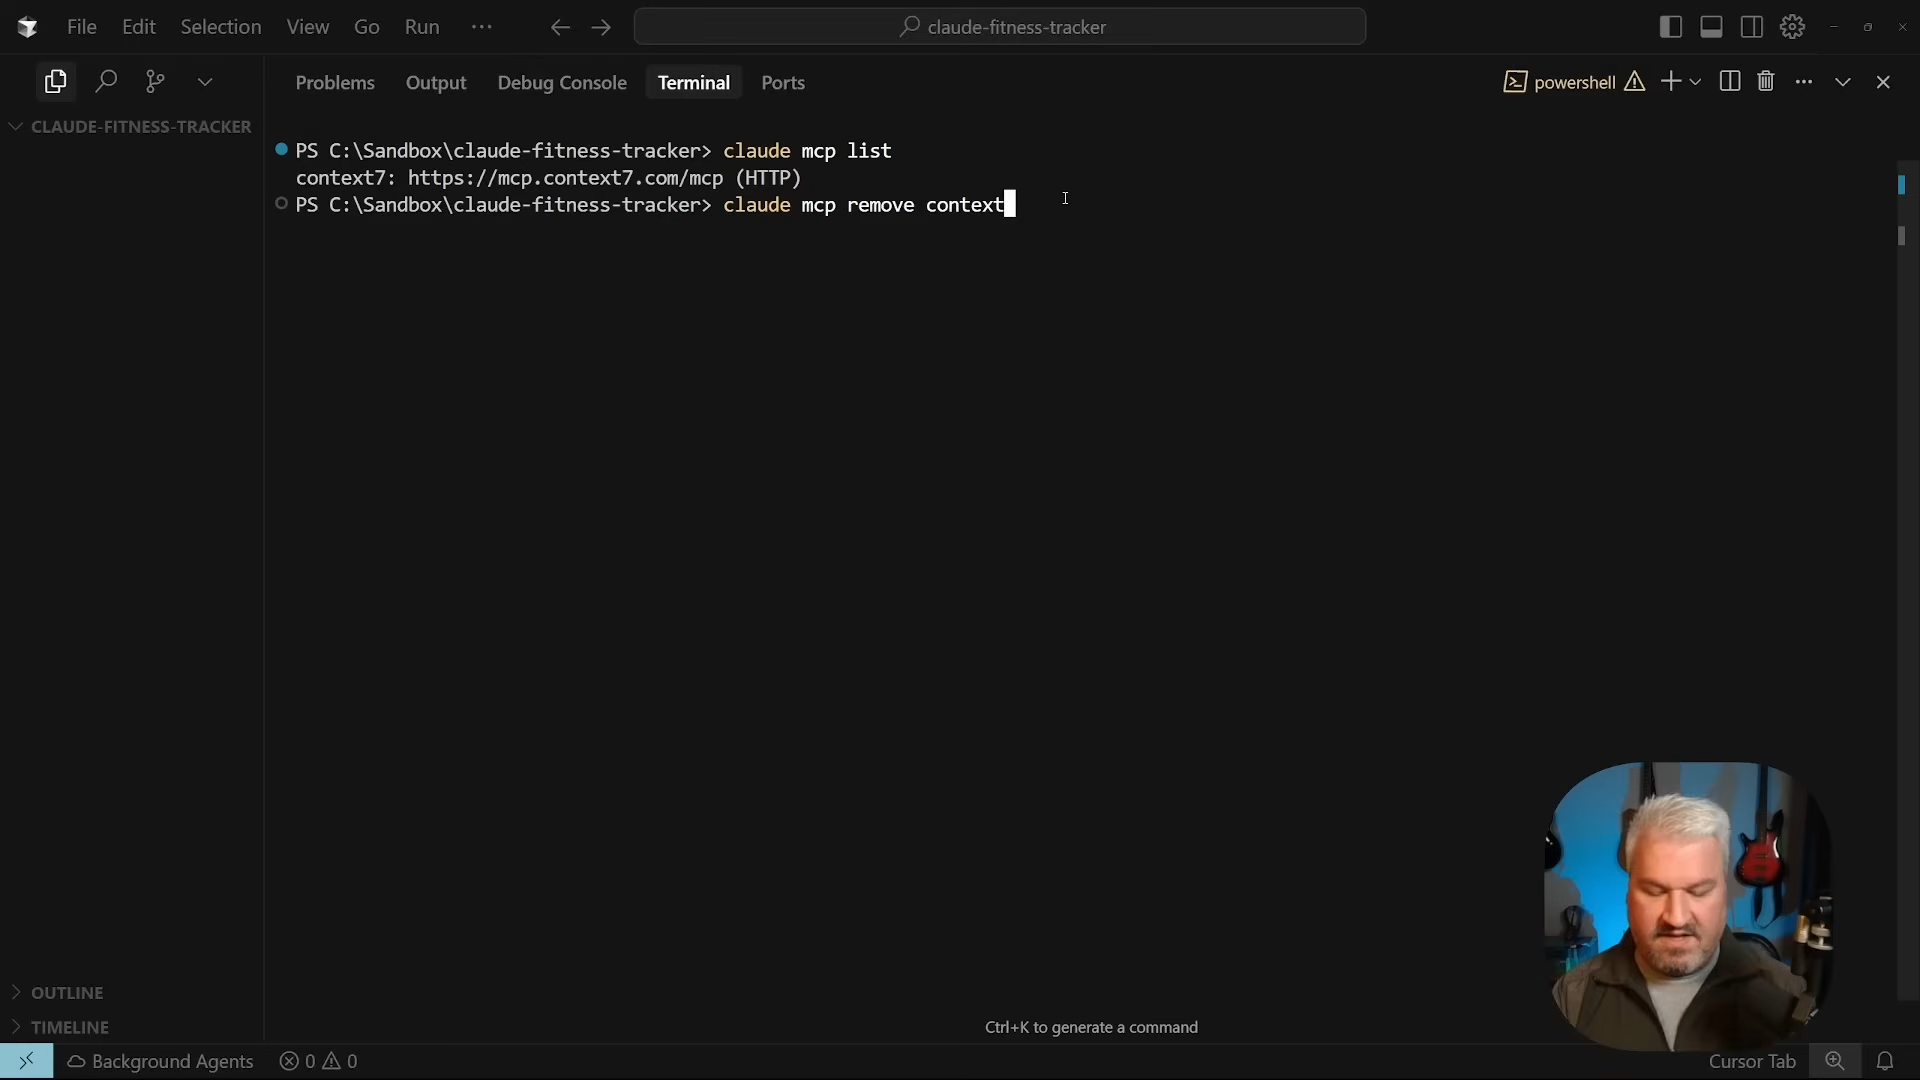 File Edit Selection View Go Run ···
claude-fitness-tracker
Problems Output Debug Console Terminal Ports
powershell
CLAUDE-FITNESS-TRACKER
PS C:\Sandbox\claude-fitness-tracker> claude mcp list
context7: https://mcp.context7.com/mcp (HTTP)
PS C:\Sandbox\claude-fitness-tracker> claude mcp remove context
OUTLINE
TIMELINE
Ctrl+K to generate a command
Background Agents 0 0
Cursor Tab